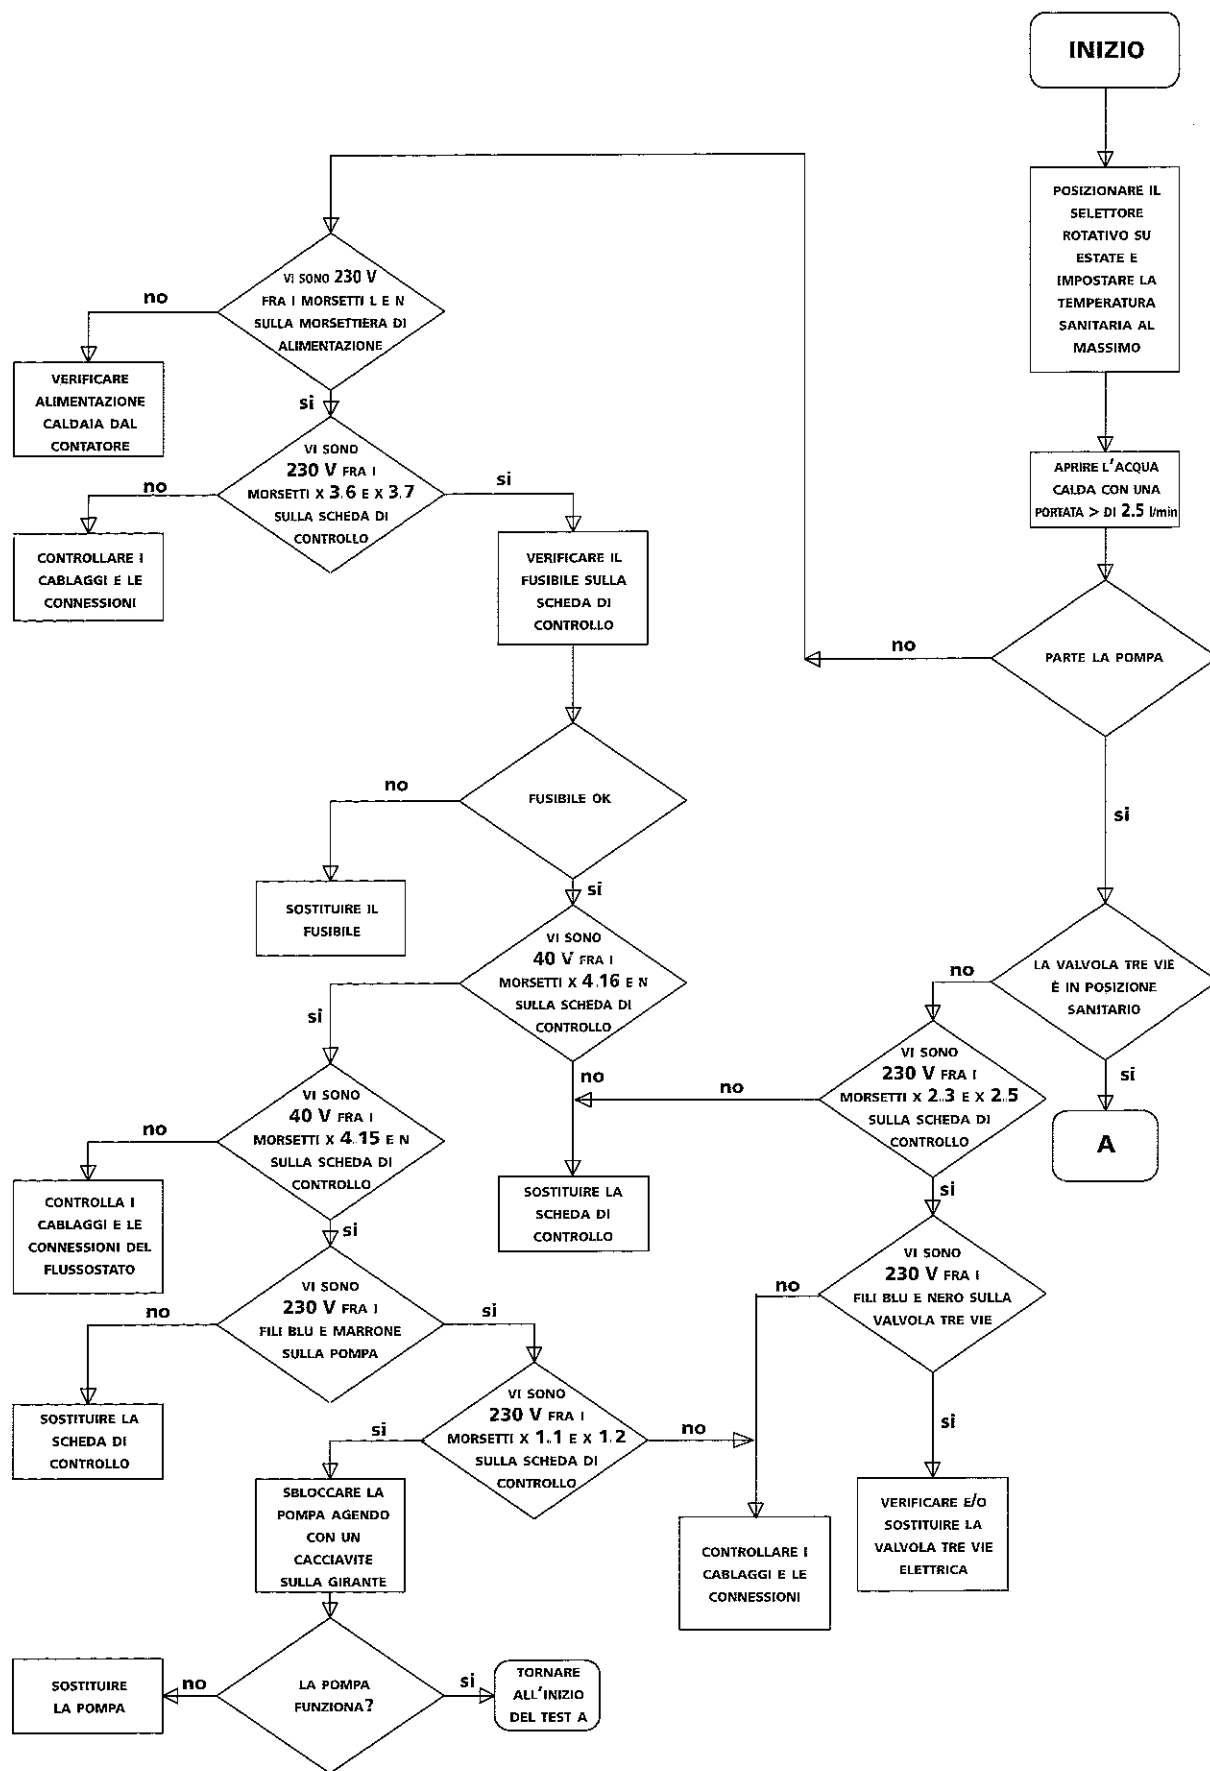 INIZIO
POSIZIONARE IL
SELETTORE
ROTATIVO SU
ESTATE E
IMPOSTARE LA
TEMPERATURA
SANITARIA AL
MASSIMO
APRIRE L'ACQUA
CALDA CON UNA
PORTATA > DI 2.5 l/min
PARTE LA POMPA
no
si
VI SONO 230 V
FRA I MORSETTI L E N
SULLA MORSETTIERA DI
ALIMENTAZIONE
no
VERIFICARE
ALIMENTAZIONE
CALDAIA DAL
CONTATORE
si
VI SONO
230 V FRA I
MORSETTI X 3.6 E X 3.7
SULLA SCHEDA DI
CONTROLLO
no
CONTROLLARE I
CABLAGGI E LE
CONNESSIONI
si
VERIFICARE IL
FUSIBILE SULLA
SCHEDA DI
CONTROLLO
FUSIBILE OK
no
SOSTITUIRE IL
FUSIBILE
si
VI SONO
40 V FRA I
MORSETTI X 4.16 E N
SULLA SCHEDA DI
CONTROLLO
si
no
SOSTITUIRE LA
SCHEDA DI
CONTROLLO
VI SONO
40 V FRA I
MORSETTI X 4.15 E N
SULLA SCHEDA DI
CONTROLLO
no
CONTROLLA I
CABLAGGI E LE
CONNESSIONI DEL
FLUSSOSTATO
si
VI SONO
230 V FRA I
FILI BLU E MARRONE
SULLA POMPA
no
SOSTITUIRE LA
SCHEDA DI
CONTROLLO
si
VI SONO
230 V FRA I
MORSETTI X 1.1 E X 1.2
SULLA SCHEDA DI
CONTROLLO
si
no
SBLOCCARE LA
POMPA AGENDO
CON UN
CACCIAVITE
SULLA GIRANTE
LA POMPA
FUNZIONA?
no
SOSTITUIRE
LA POMPA
si
TORNARE
ALL'INIZIO
DEL TEST A
LA VALVOLA TRE VIE
È IN POSIZIONE
SANITARIO
no
si
A
VI SONO
230 V FRA I
MORSETTI X 2.3 E X 2.5
SULLA SCHEDA DI
CONTROLLO
no
si
VI SONO
230 V FRA I
FILI BLU E NERO SULLA
VALVOLA TRE VIE
no
CONTROLLARE I
CABLAGGI E LE
CONNESSIONI
si
VERIFICARE E/O
SOSTITUIRE LA
VALVOLA TRE VIE
ELETTRICA